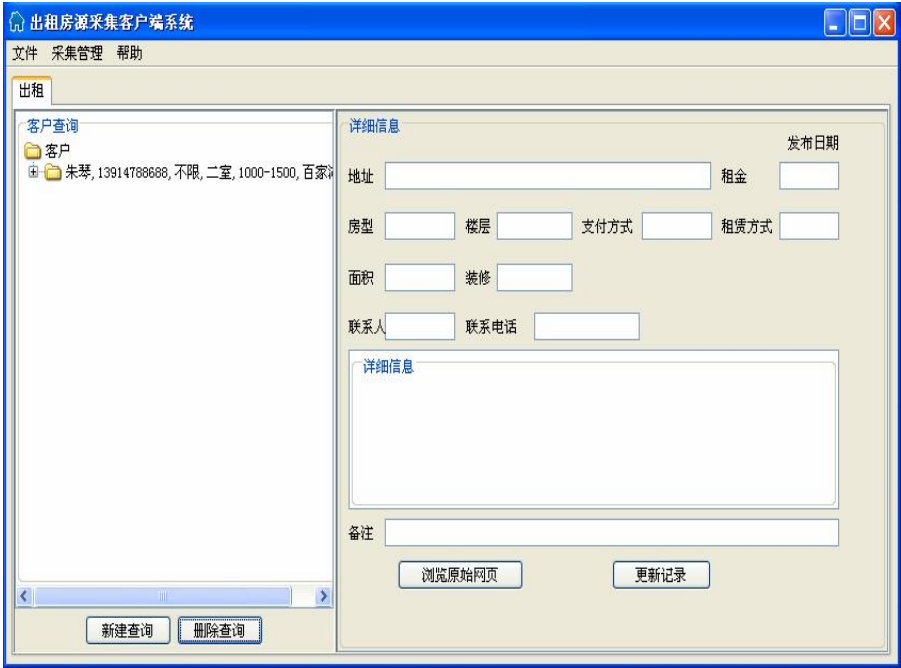 出租房源采集客户端系统
文件 采集管理 帮助
出租
客户查询
客户
朱琴,13914788688,不限,二室,1000-1500,百家
新建查询 删除查询
详细信息
发布日期
地址 租金
房型 楼层 支付方式 租赁方式
面积 装修
联系人 联系电话
详细信息
备注
浏览原始网页 更新记录